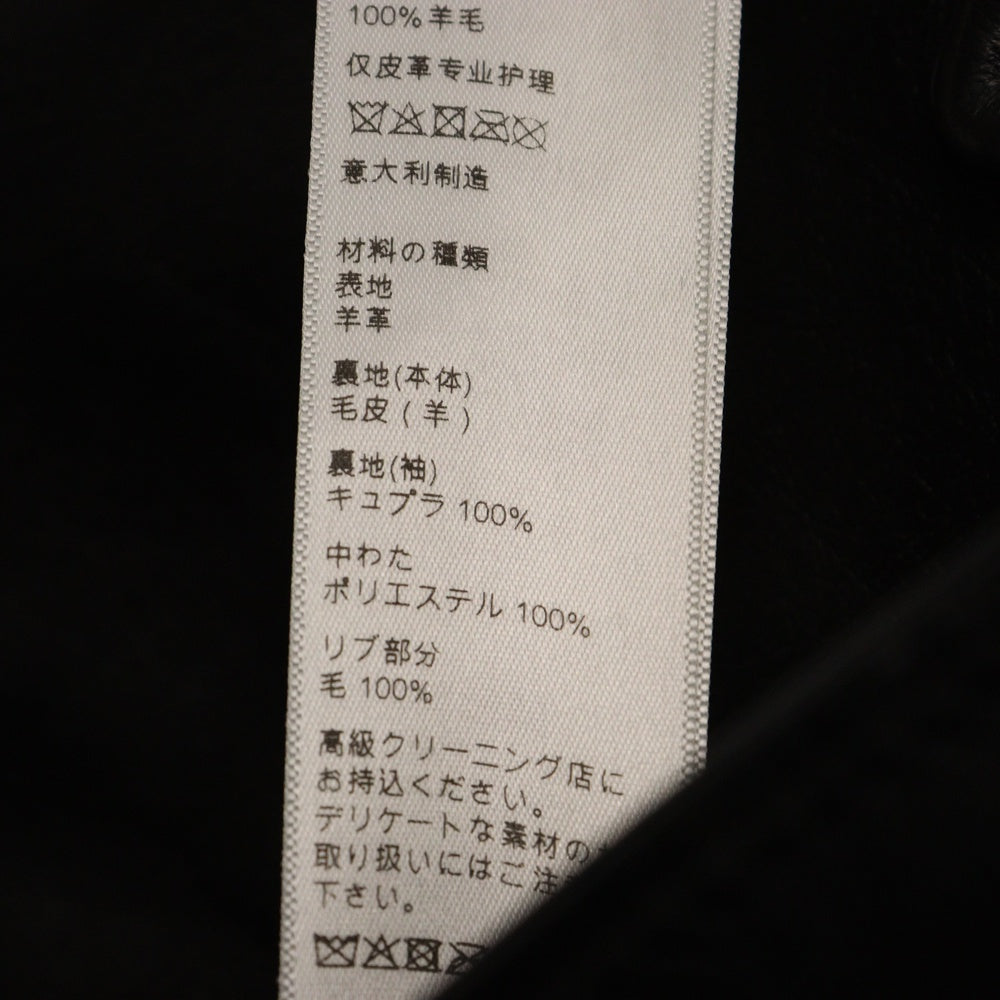 100%羊毛
仅皮革专业护理
意大利制造
材料の種類
表地
羊革
裏地(本体)
毛皮 ( 羊 )
裏地(袖)
キュプラ 100%
中わた
ポリエステル 100%
リブ部分
毛 100%
高級クリーニング店に
お持込ください。
デリケートな素材の
取り扱いにはご注
下さい。